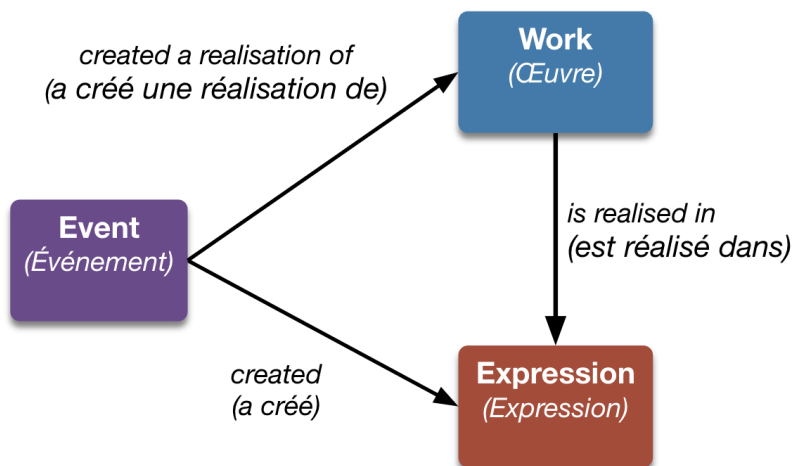 created a realisation of
(a créé une réalisation de)
Work
(Œuvre)
Event
(Événement)
is realised in
(est réalisé dans)
created
(a créé)
Expression
(Expression)